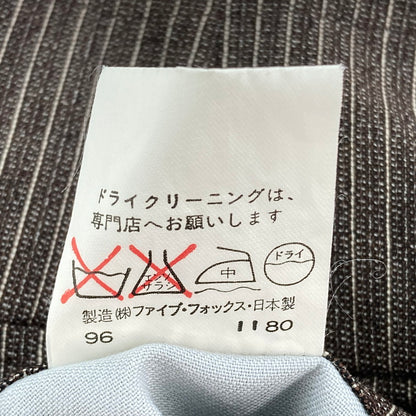 ドライクリーニングは、
専門店へお願いします
エンソ
サラシ
中
ドライ
製造(株)ファイブ・フォックス・日本製
96 1180